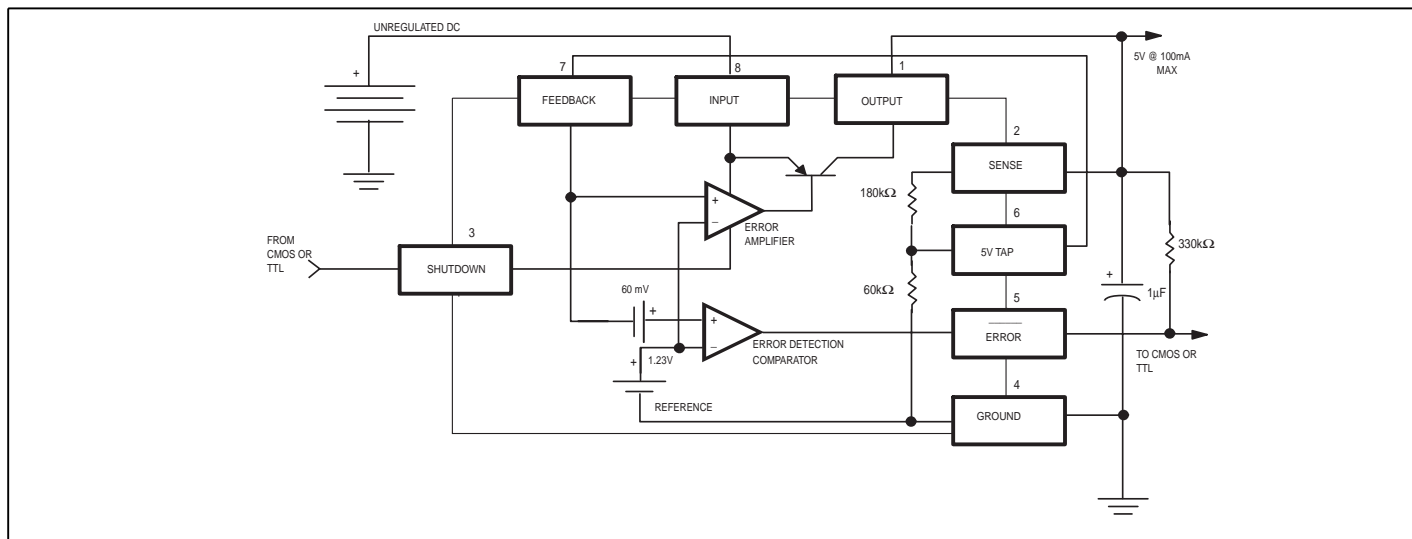 UNREGULATED DC
+
7
8
1
5V @ 100mA
MAX
FEEDBACK
INPUT
OUTPUT
2
SENSE
180kΩ
+
−
ERROR
AMPLIFIER
6
5V TAP
330kΩ
3
FROM
CMOS OR
TTL
SHUTDOWN
60 mV
+
+
−
60kΩ
+
1µF
5
ERROR
ERROR DETECTION
COMPARATOR
TO CMOS OR
TTL
+
1.23V
REFERENCE
4
GROUND